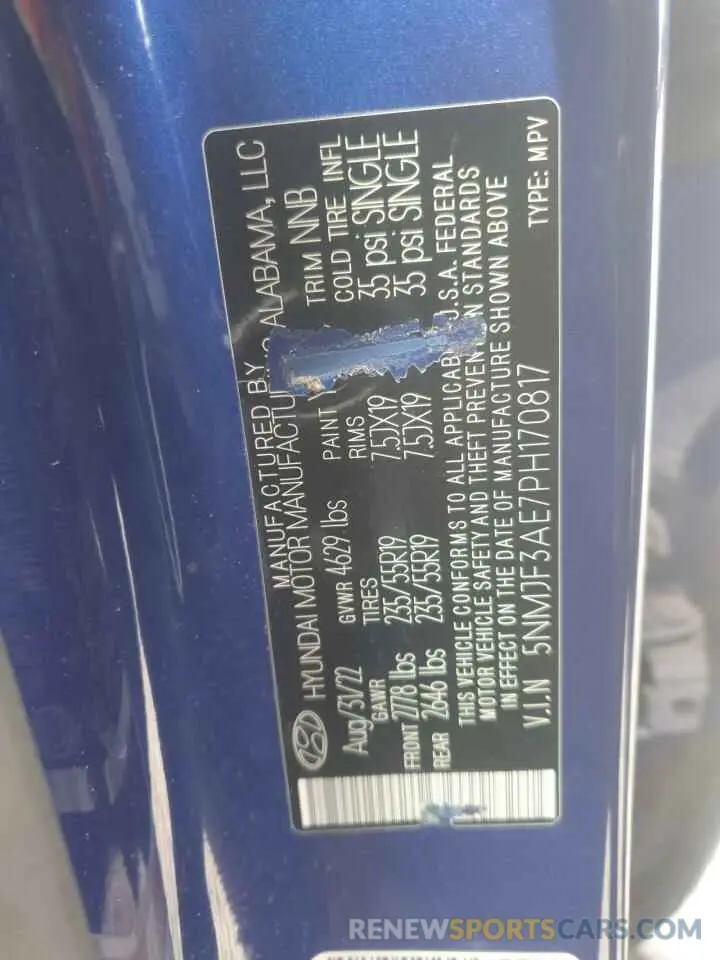 MANUFACTURED BY
HYUNDAI MOTOR MANUFACTURING ALABAMA, LLC
Aug/31/22 GVWR 4629 lbs PAINT TRIM NNB
GAWR TIRES RIMS COLD TIRE INFL
FRONT 2778 lbs 235/55R19 7.5JX19 35 psi SINGLE
REAR 2646 lbs 235/55R19 7.5JX19 35 psi SINGLE
THIS VEHICLE CONFORMS TO ALL APPLICABLE U.S.A. FEDERAL
MOTOR VEHICLE SAFETY AND THEFT PREVENTION STANDARDS
IN EFFECT ON THE DATE OF MANUFACTURE SHOWN ABOVE
V.I.N 5NMJF3AE7PH170817 TYPE: MPV
RENEWSPORTSCARS.COM